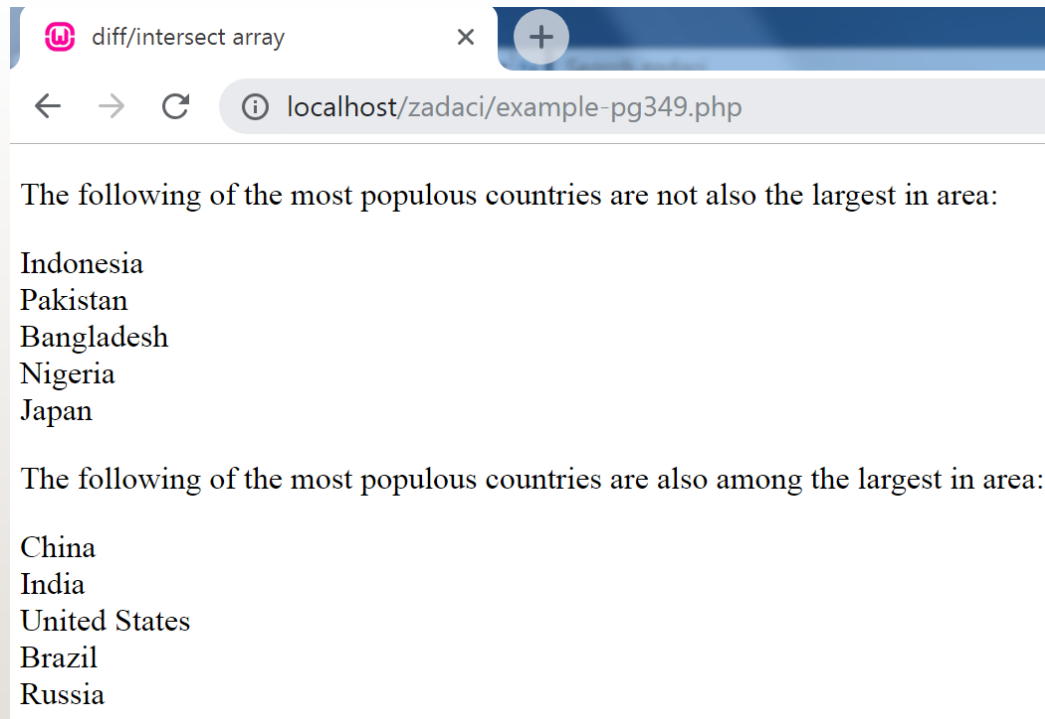 diff/intersect array
localhost/zadaci/example-pg349.php
The following of the most populous countries are not also the largest in area:
Indonesia
Pakistan
Bangladesh
Nigeria
Japan
The following of the most populous countries are also among the largest in area:
China
India
United States
Brazil
Russia